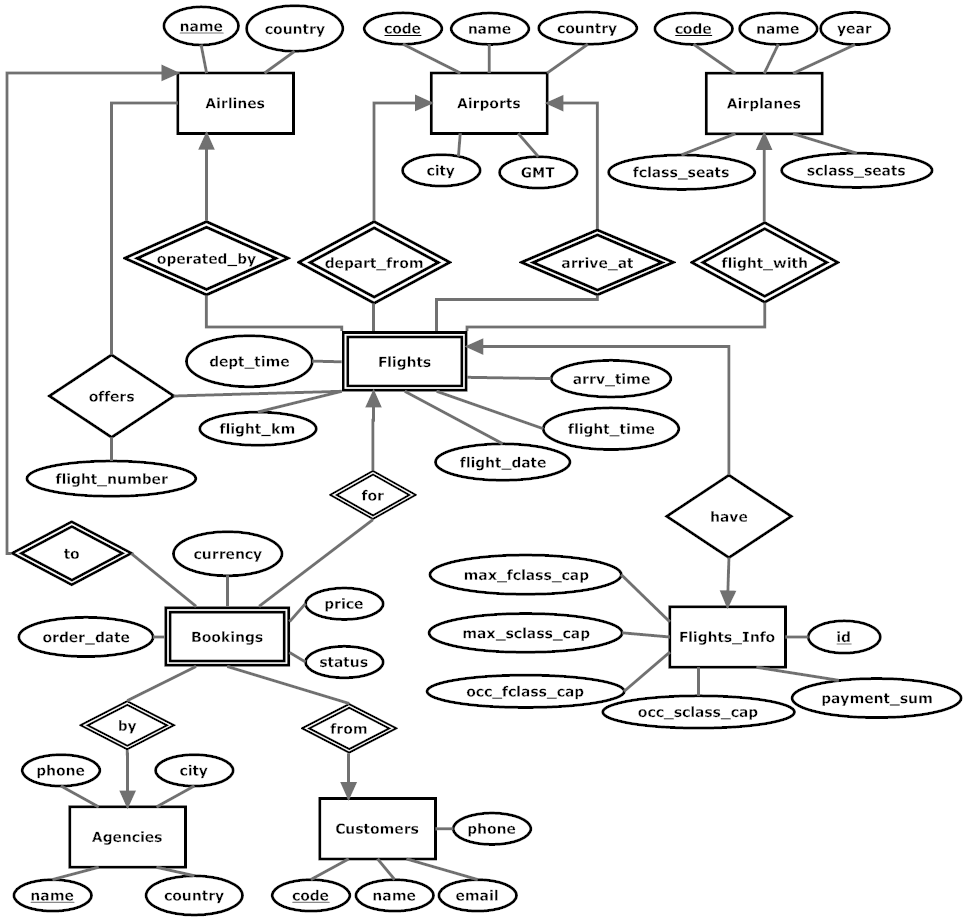 name
country
code
name
country
code
name
year
Airlines
Airports
Airplanes
city
GMT
fclass_seats
sclass_seats
operated_by
depart_from
arrive_at
flight_with
dept_time
Flights
arrv_time
offers
flight_km
flight_time
flight_date
flight_number
for
have
to
currency
max_fclass_cap
price
order_date
Bookings
max_sclass_cap
Flights_Info
id
status
occ_fclass_cap
occ_sclass_cap
payment_sum
by
from
phone
city
Agencies
Customers
phone
name
country
code
name
email